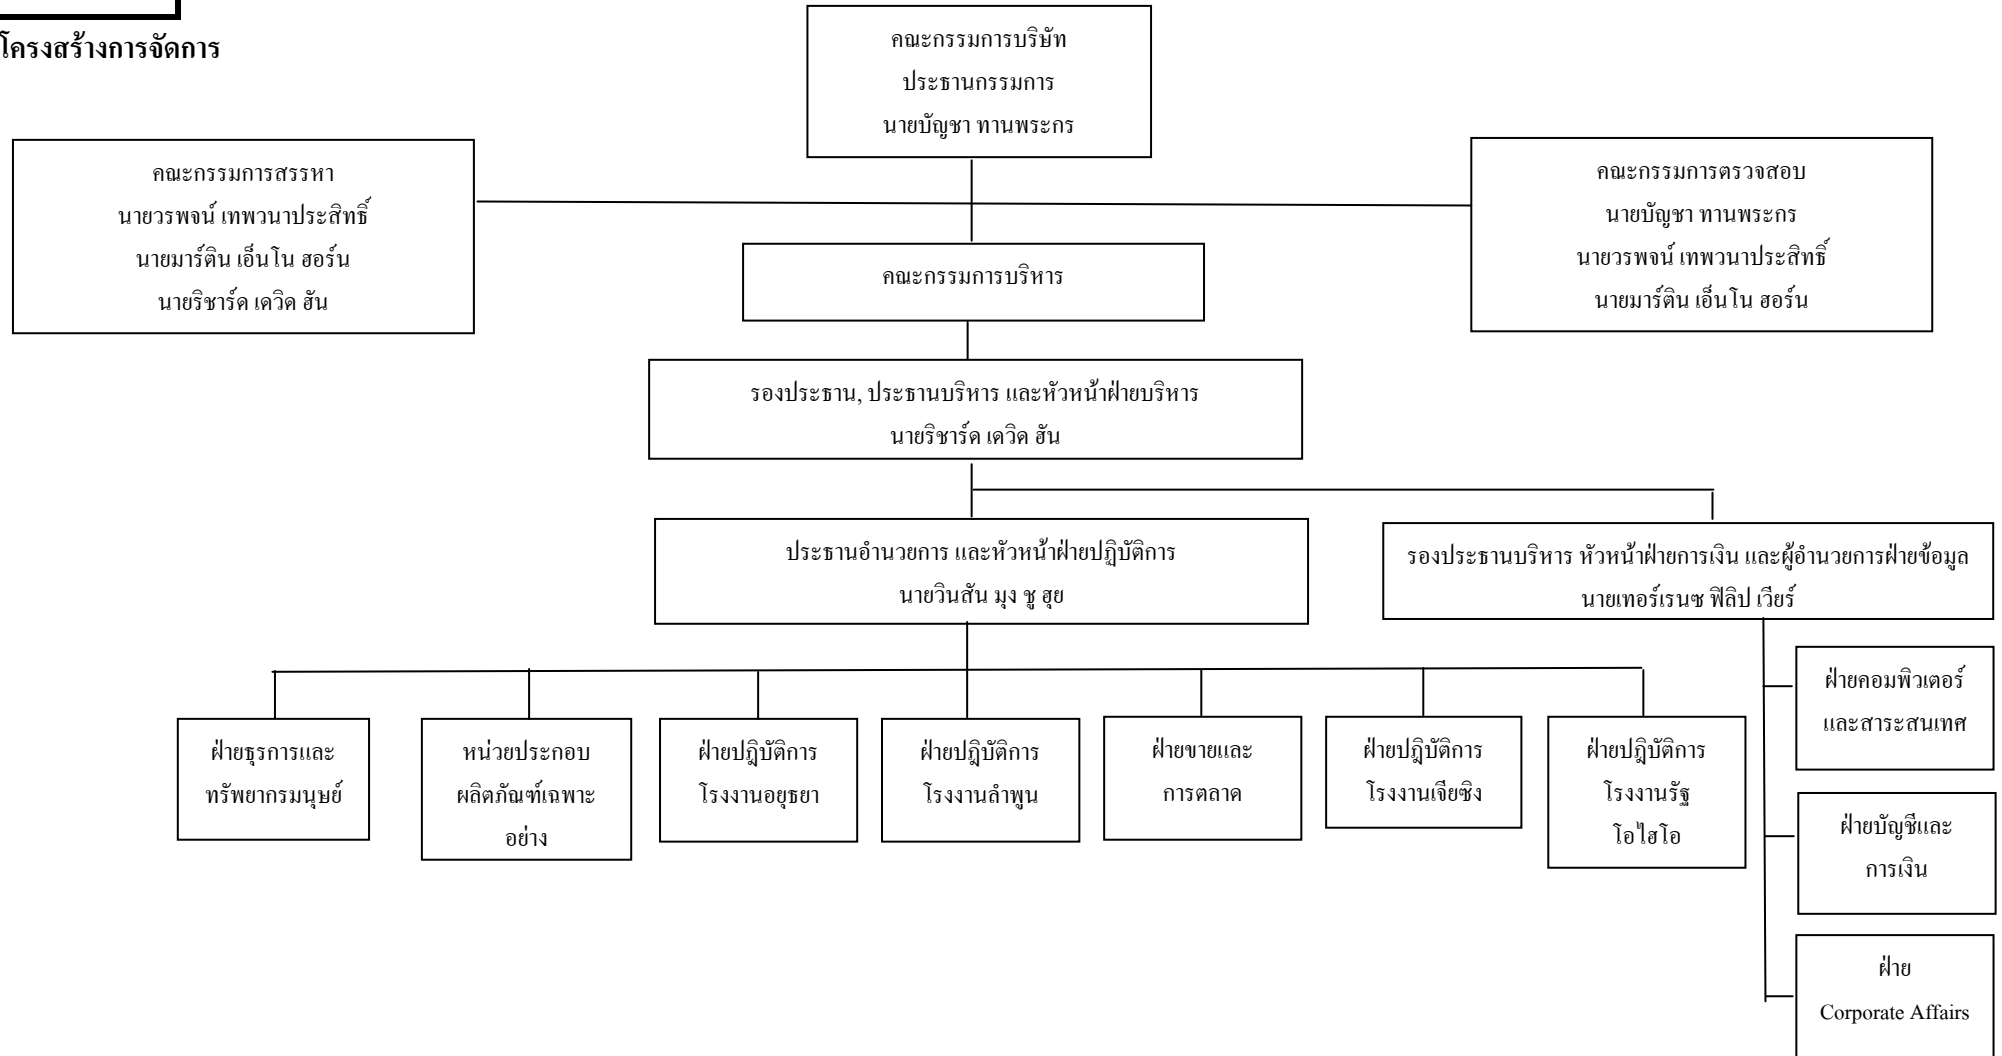 โครงสร้างการจัดการ
คณะกรรมการบริษัท
ประธานกรรมการ
นายบัญชา ทานพระกร
คณะกรรมการสรรหา
นายวรพจน์ เทพวนาประสิทธิ์
นายมาร์ติน เอ็นโน ฮอร์น
นายริชาร์ด เดวิด ฮัน
คณะกรรมการตรวจสอบ
นายบัญชา ทานพระกร
นายวรพจน์ เทพวนาประสิทธิ์
นายมาร์ติน เอ็นโน ฮอร์น
คณะกรรมการบริหาร
รองประธาน, ประธานบริหาร และหัวหน้าฝ่ายบริหาร
นายริชาร์ด เดวิด ฮัน
ประธานอำนวยการ และหัวหน้าฝ่ายปฏิบัติการ
นายวินสัน มุง ชู ฮุย
รองประธานบริหาร หัวหน้าฝ่ายการเงิน และผู้อำนวยการฝ่ายข้อมูล
นายเทอร์เรนซ ฟิลิป เวียร์
ฝ่ายธุรการและ
ทรัพยากรมนุษย์
หน่วยประกอบ
ผลิตภัณฑ์เฉพาะ
อย่าง
ฝ่ายปฎิบัติการ
โรงงานอยุธยา
ฝ่ายปฎิบัติการ
โรงงานลำพูน
ฝ่ายขายและ
การตลาด
ฝ่ายปฎิบัติการ
โรงงานเจียซิง
ฝ่ายปฎิบัติการ
โรงงานรัฐ
โอไฮโอ
ฝ่ายคอมพิวเตอร์
และสาระสนเทศ
ฝ่ายบัญชีและ
การเงิน
ฝ่าย
Corporate Affairs